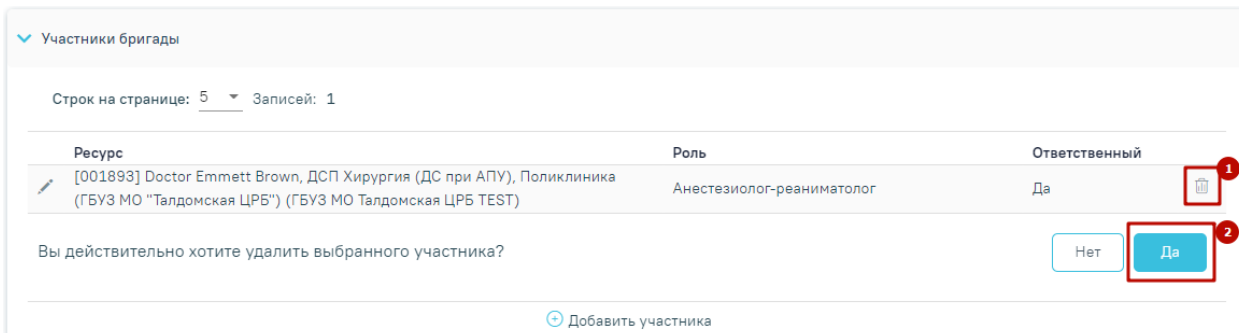 Участники бригады
Строк на странице: 5 Записей: 1
Ресурс Роль Ответственный
1
[001893] Doctor Emmett Brown, ДСП Хирургия (ДС при АПУ), Поликлиника
(ГБУЗ МО "Талдомская ЦРБ") (ГБУЗ МО Талдомская ЦРБ TEST)
Анестезиолог-реаниматолог
Да
2
Вы действительно хотите удалить выбранного участника? Нет Да
Добавить участника